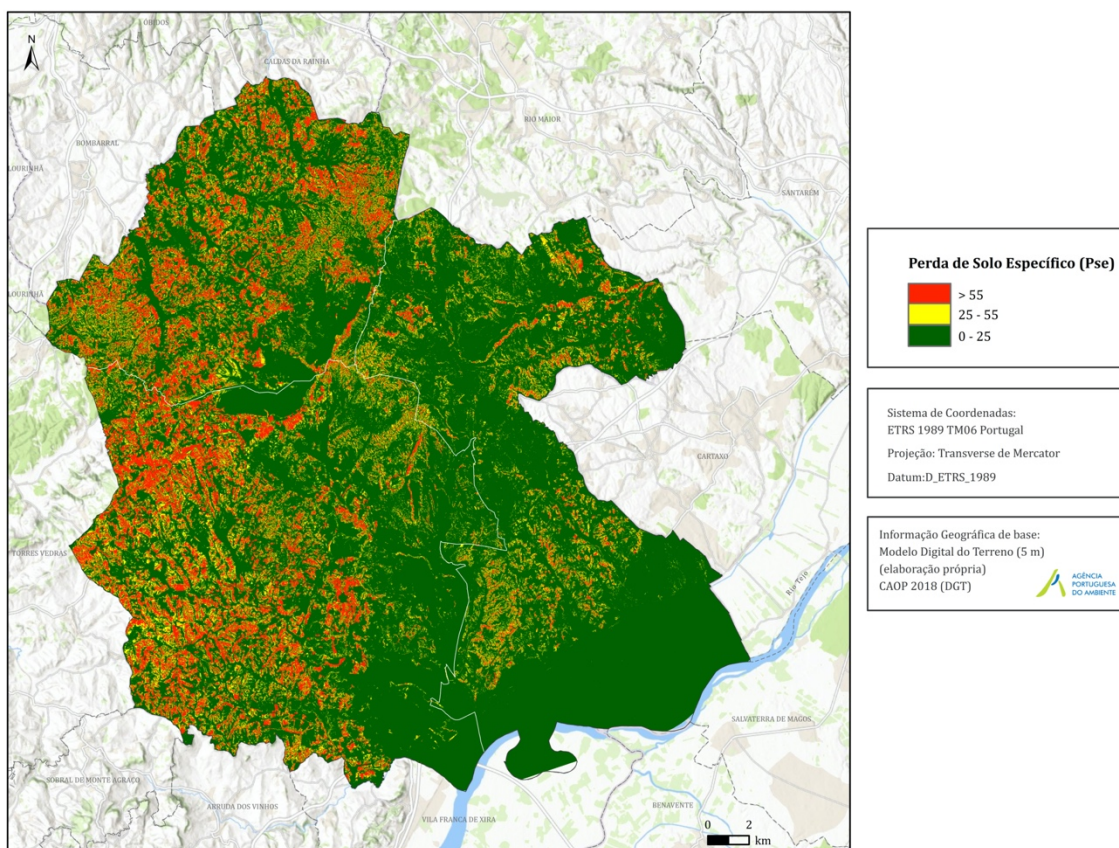 N
ÓBIDOS
CALDAS DA RAINHA
RIO MAIOR
BOMBARRAL
LOURINHÃ
SANTARÉM
LOURINHÃ
CARTAXO
TORRES VEDRAS
Rio Tejo
SALVATERRA DE MAGOS
SOBRAL DE MONTE AGRAÇO
ARRUDA DOS VINHOS
BENAVENTE
VILA FRANCA DE XIRA
0 2
km
Perda de Solo Específico (Pse)
> 55
25 - 55
0 - 25
Sistema de Coordenadas:
ETRS 1989 TM06 Portugal
Projeção: Transverse de Mercator
Datum:D_ETRS_1989
Informação Geográfica de base:
Modelo Digital do Terreno (5 m)
(elaboração própria)
CAOP 2018 (DGT)
AGÊNCIA
PORTUGUESA
DO AMBIENTE